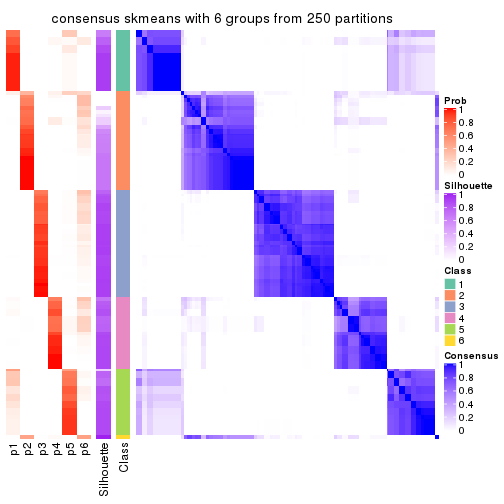 consensus skmeans with 6 groups from 250 partitions
Prob
1
0.8
0.6
0.4
0.2
0
Silhouette
1
0.8
0.6
0.4
0.2
0
Class
1
2
3
4
5
6
Consensus
1
0.8
0.6
0.4
0.2
0
p1
p2
p3
p4
p5
p6
Silhouette
Class